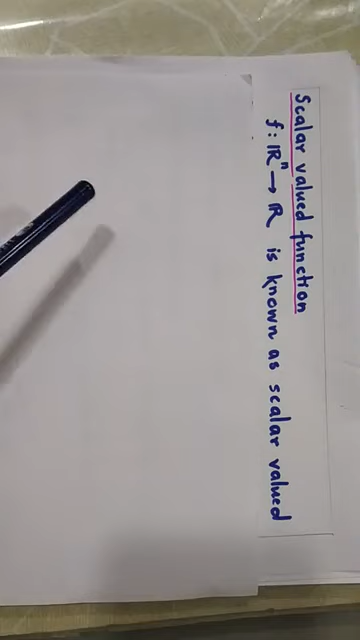 Scalar valued function
f: ℝⁿ → ℝ is known as scalar valued